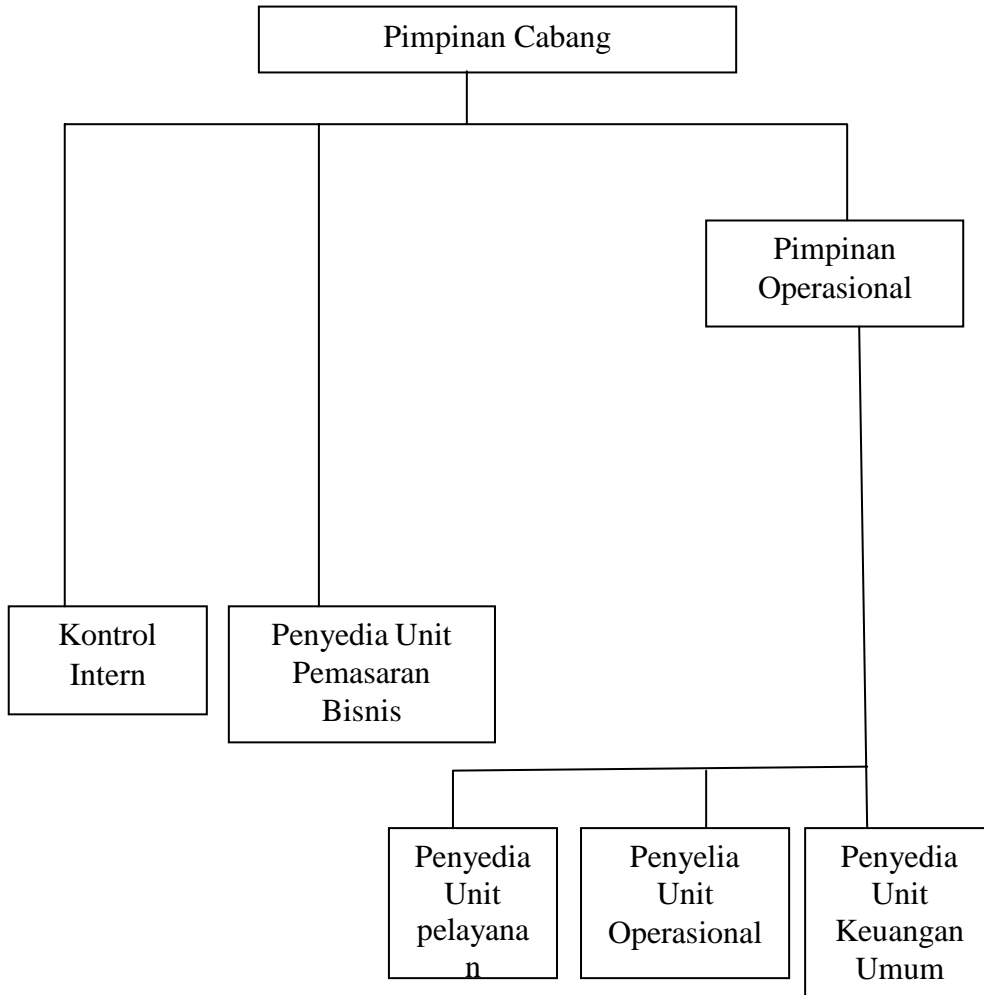 Pimpinan Cabang
Pimpinan
Operasional
Kontrol
Intern
Penyedia Unit
Pemasaran
Bisnis
Penyedia
Unit
pelayana
n
Penyelia
Unit
Operasional
Penyedia
Unit
Keuangan
Umum